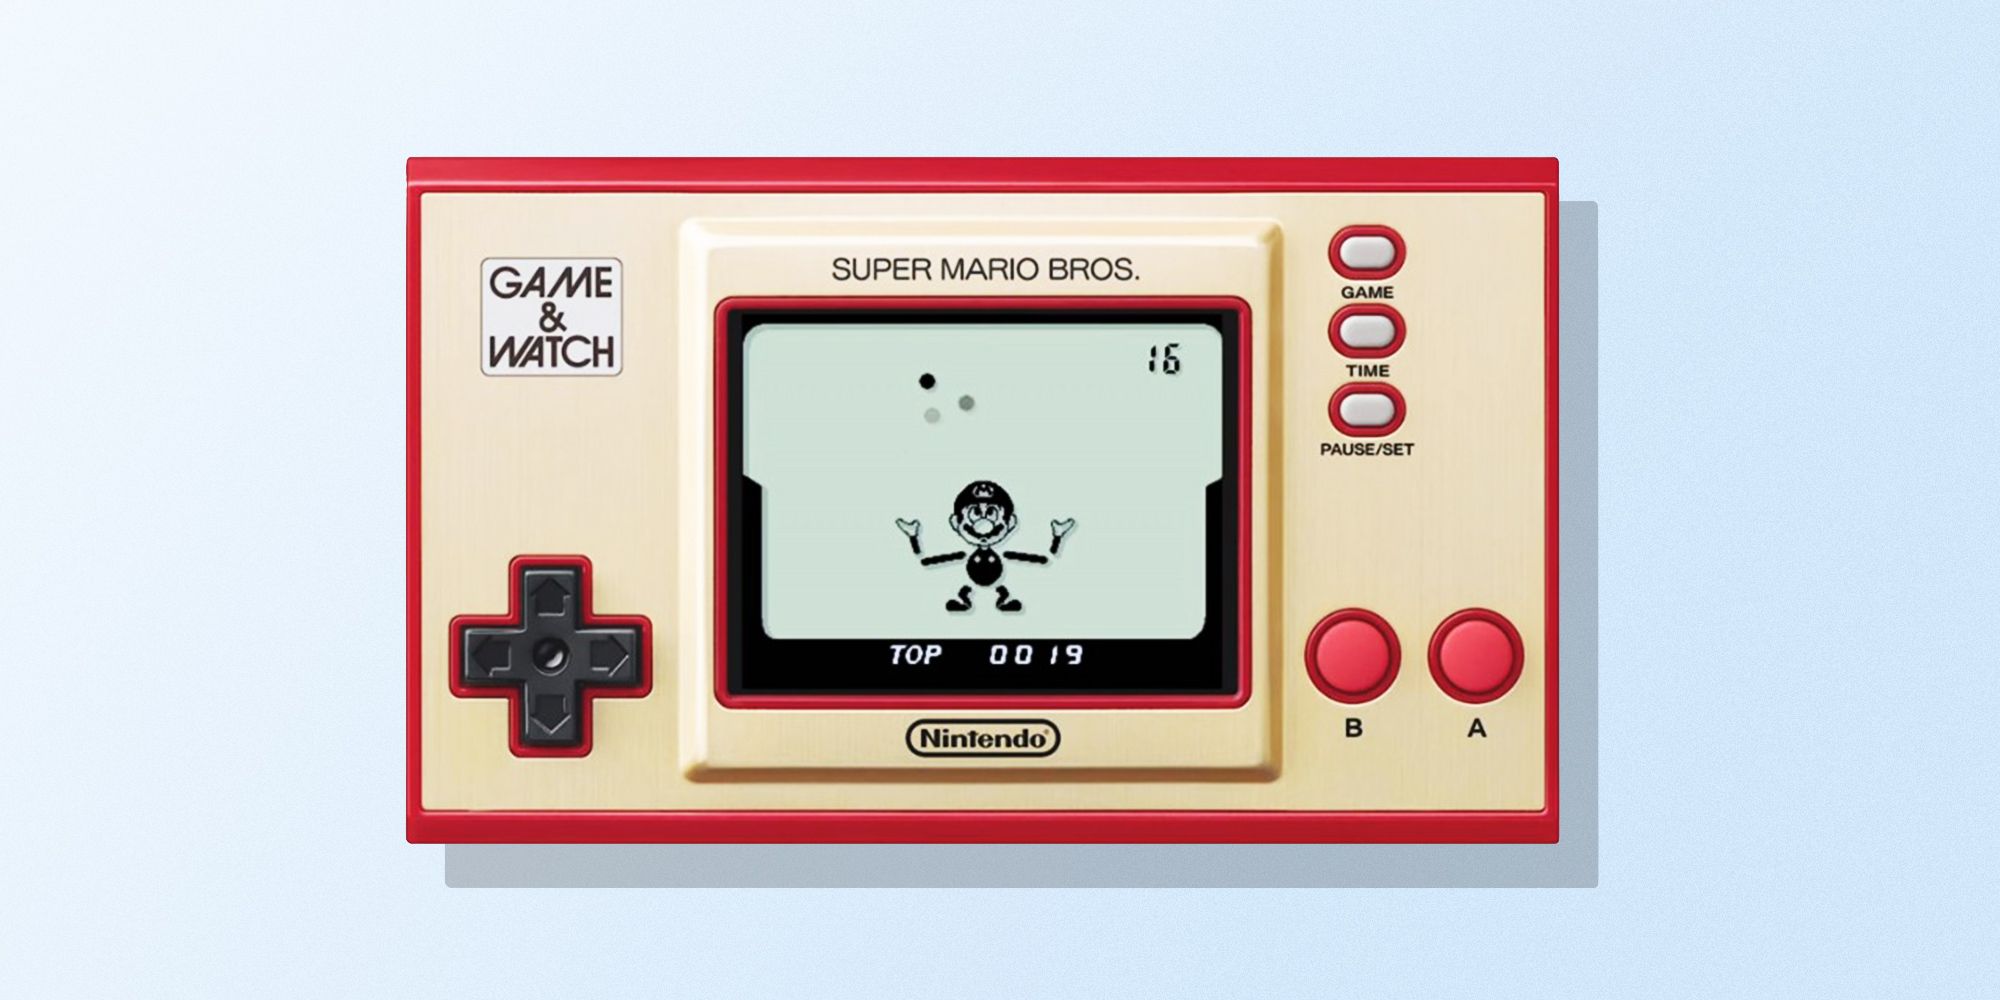 GAME
&
WATCH
SUPER MARIO BROS.
16
TOP 0019
Nintendo
GAME
TIME
PAUSE/SET
B
A